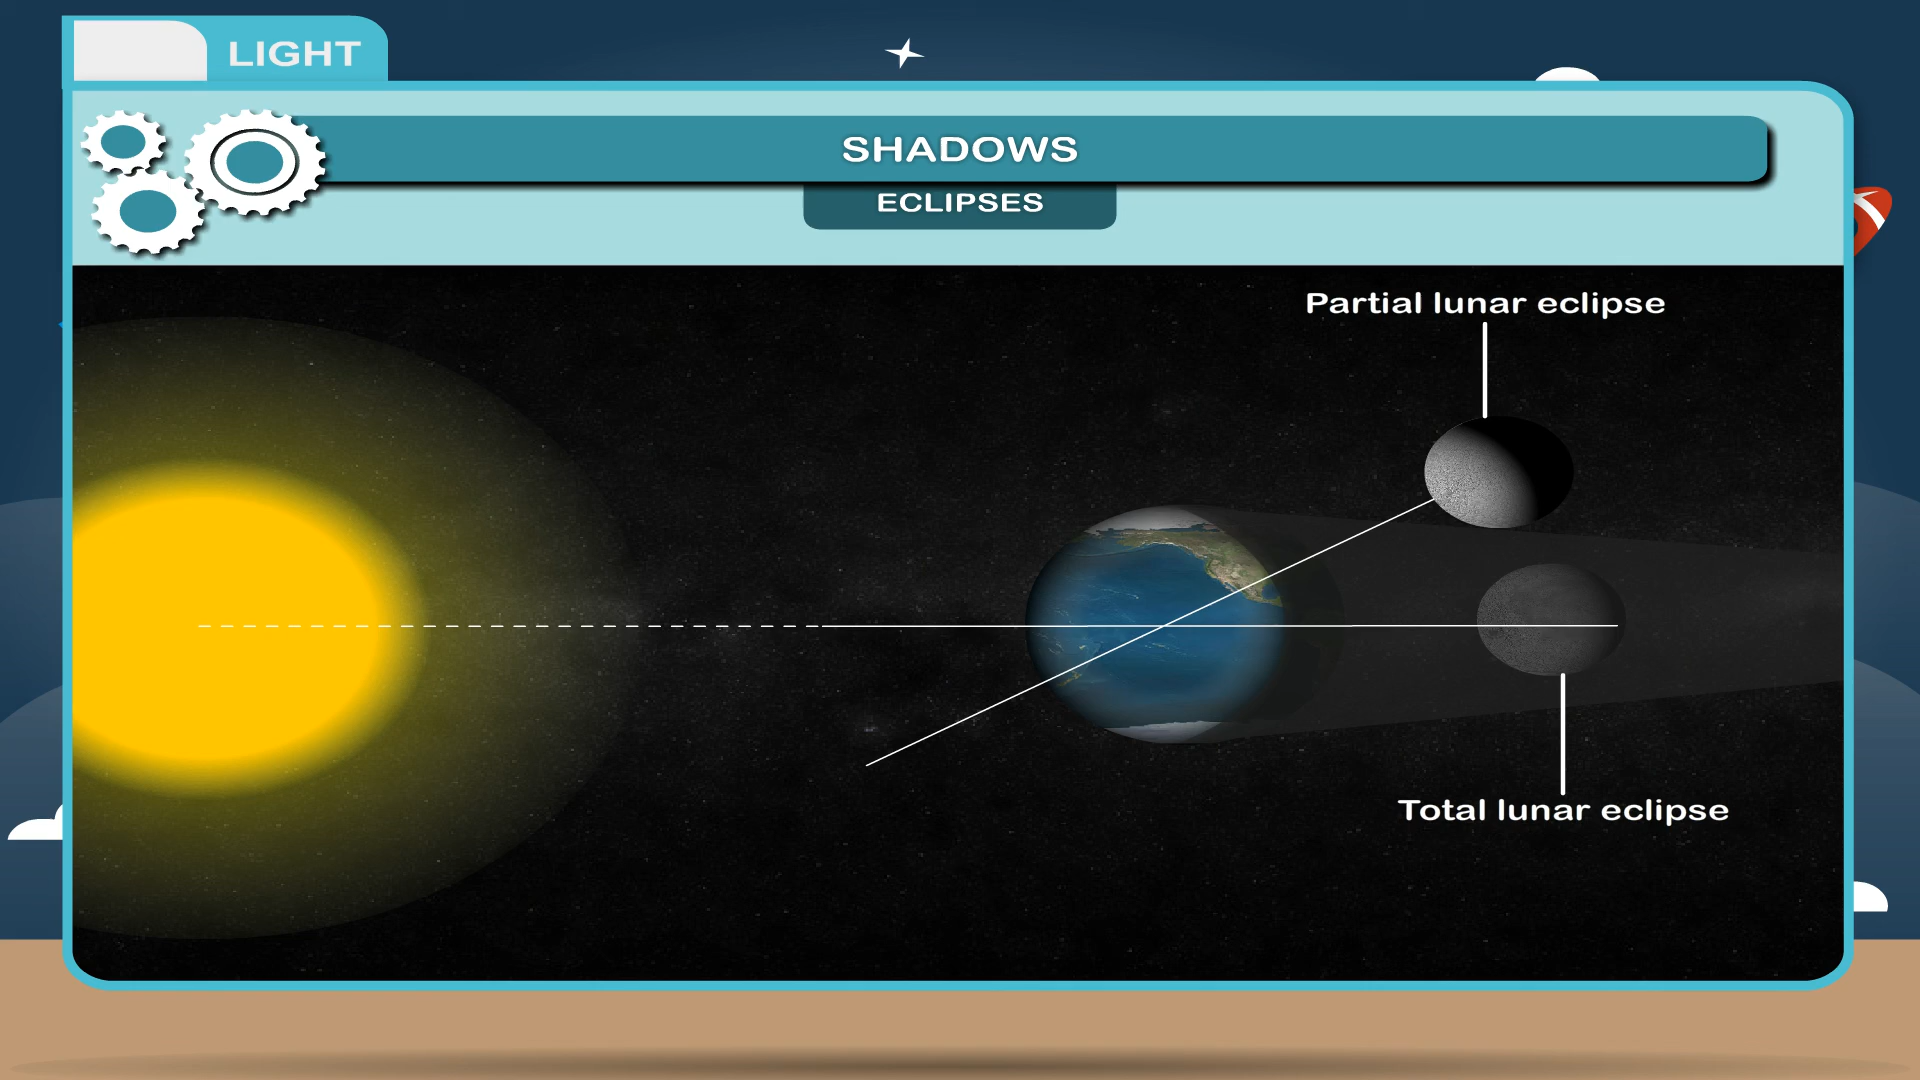 LIGHT
SHADOWS
ECLIPSES
Partial lunar eclipse
Total lunar eclipse